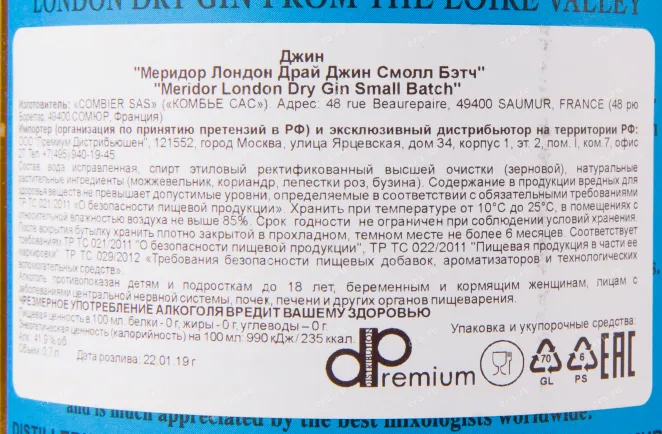 LONDON DRY GIN FROM THE LOIRE VALLEY
Джин
"Меридор Лондон Драй Джин Смолл Бэтч"
"Meridor London Dry Gin Small Batch"
Изготовитель: «COMBIER SAS» («КОМБЬЕ САС»). Адрес: 48 rue Beaurepaire, 49400 SAUMUR, FRANCE (48 рю
Борепар, 49400.СОМЮР, Франция)
Импортер (организация по принятию претензий в РФ) и эксклюзивный дистрибьютор на территории РФ:
ООО "Премиум Дистрибьюшен", 121552, город Москва, улица Ярцевская, дом 34, корпус 1, эт. 2, пом. I, ком.7, офис
Тел. +7(495) 940-19-45
Состав: вода исправленная, спирт этиловый ректификованный высшей очистки (зерновой), натуральные
растительные ингредиенты (можжевельник, кориандр, лепестки роз, бузина). Содержание в продукции вредных для
здоровья веществ не превышает допустимые уровни, определяемые в соответствии с обязательными требованиями
ТР ТС 021/2011 «О безопасности пищевой продукции». Хранить при температуре от 10°С до 25°С, в помещениях с
относительной влажностью воздуха не выше 85%. Срок годности не ограничен при соблюдении условий хранения.
После вскрытия бутылку хранить плотно закрытой в прохладном, темном месте не более 6 месяцев. Соответствует
требованиям ТР ТС 021/2011 "О безопасности пищевой продукции", ТР ТС 022/2011 "Пищевая продукция в части ее
маркировки" ТР ТС 029/2012 «Требования безопасности пищевых добавок, ароматизаторов и технологических
вспомогательных средств».
Алкоголь противопоказан детям и подросткам до 18 лет, беременным и кормящим женщинам, лицам с
заболеваниями центральной нервной системы, почек, печени и других органов пищеварения.
ЧРЕЗМЕРНОЕ УПОТРЕБЛЕНИЕ АЛКОГОЛЯ ВРЕДИТ ВАШЕМУ ЗДОРОВЬЮ
Пищевая ценность в 100 мл: белки - 0 г, жиры - 0 г, углеводы – 0 г.
Энергетическая ценность (калорийность) на 100 мл: 990 кДж/ 235 ккал.
Алк. 41.9% об.
Объем: 0,7 л
Дата розлива: 22.01.19 г
Упаковка и укупорочные средства:
dPremium
70
GL
6
PS
ЕАС
and is much appreciated by the best mixologists worldwide.